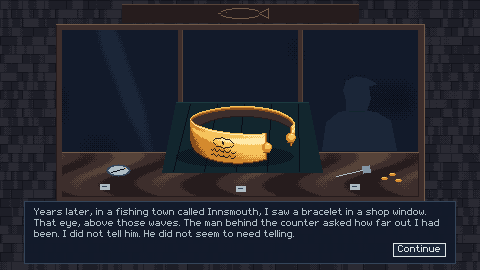 Years later, in a fishing town called Innsmouth, I saw a bracelet in a shop window.
That eye, above those waves. The man behind the counter asked how far out I had
been. I did not tell him. He did not seem to need telling.
Continue